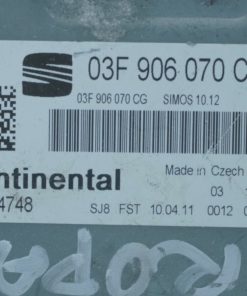 03F 906 070 C
03F 906 070 CG SIMOS 10.12
ntinental
Made in Czech
4748
03
SJ8 FST 10.04.11 0012